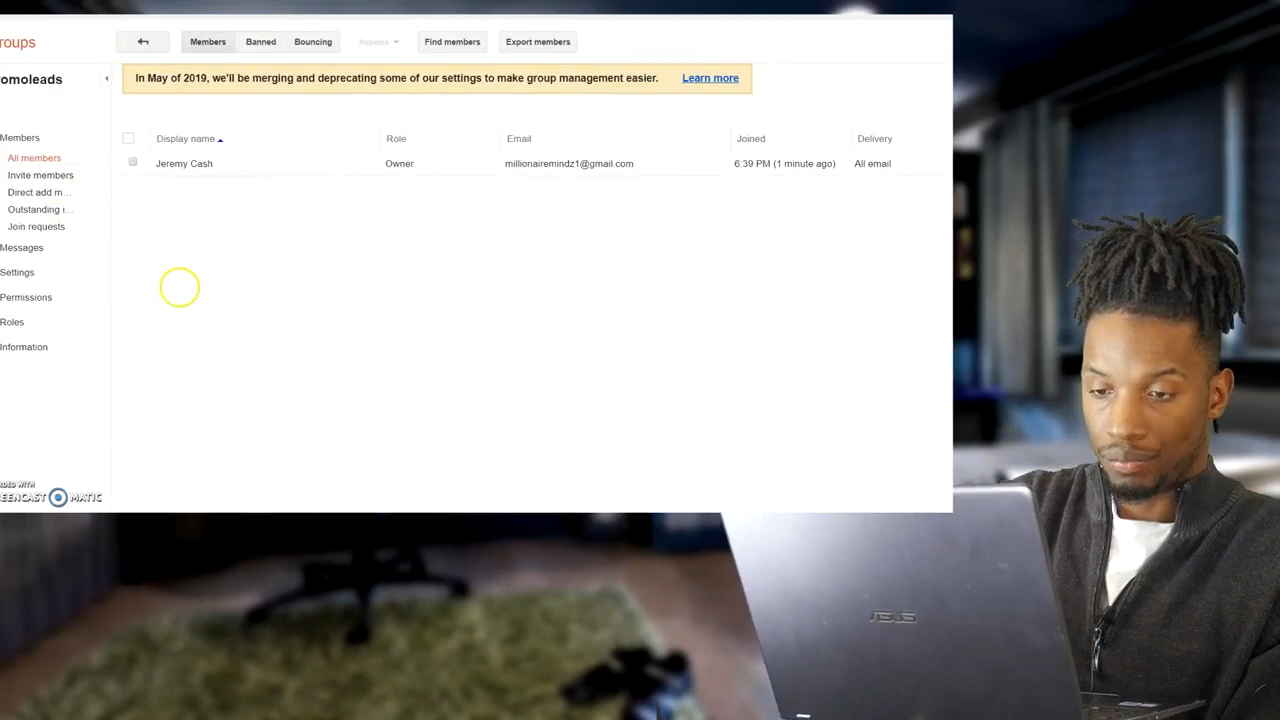 roups
Members Banned Bouncing Actions Find members Export members
omoleads
In May of 2019, we'll be merging and deprecating some of our settings to make group management easier. Learn more
Display name Role Email Joined Delivery
Jeremy Cash Owner millionairemindz1@gmail.com 6:39 PM (1 minute ago) All email
Members
All members
Invite members
Direct add m...
Outstanding i...
Join requests
Messages
Settings
Permissions
Roles
Information
RDED WITH
EENCAST MATIC
ASUS